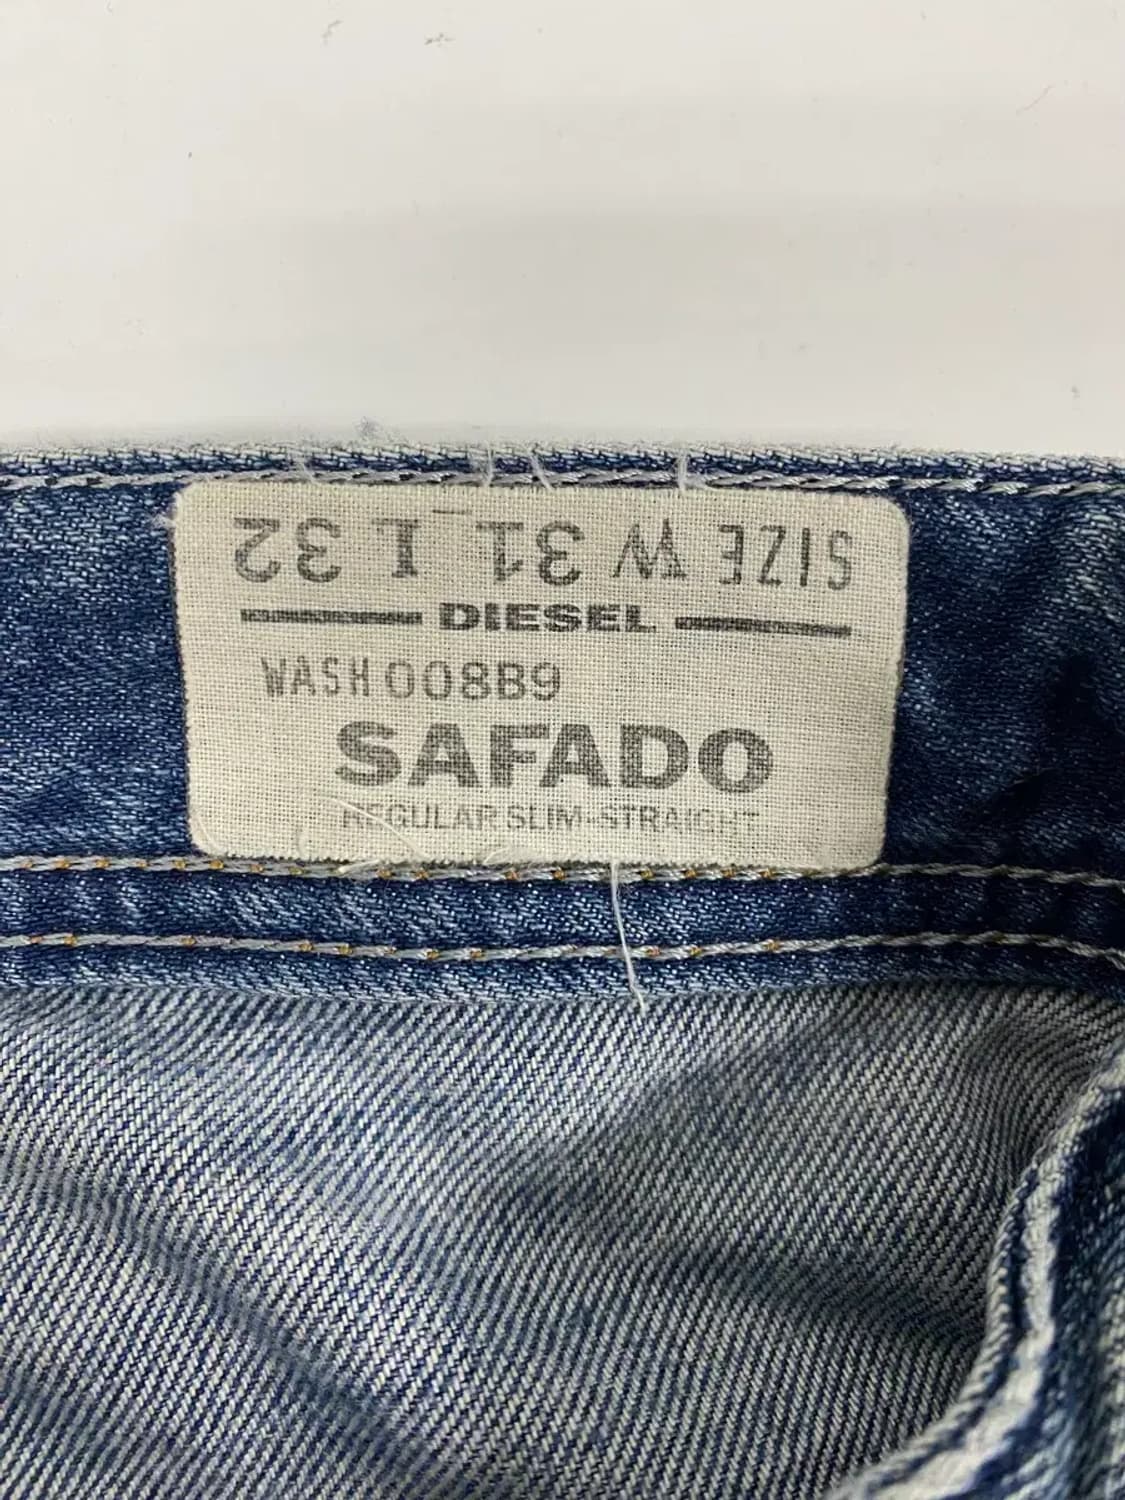 SIZE W 31 L 32
DIESEL
WASH 008B9
SAFADO
REGULAR SLIM-STRAIGHT